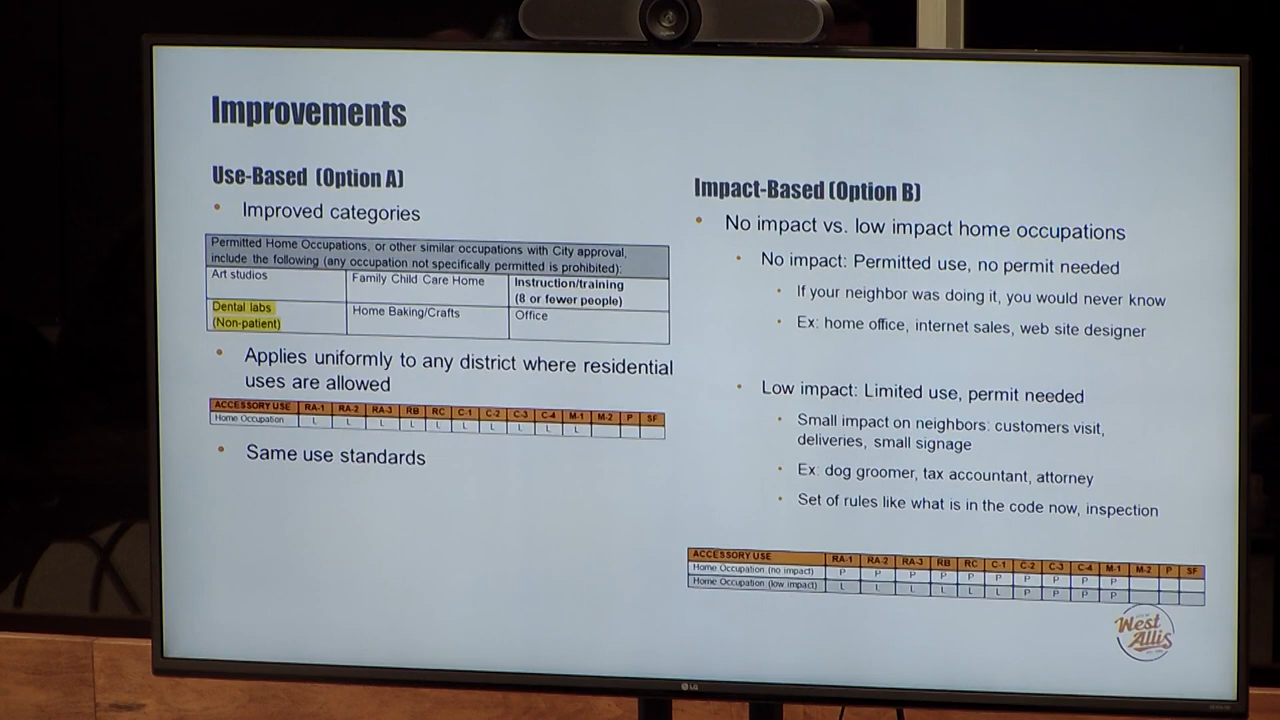 Improvements
Use-Based (Option A)
• Improved categories
Permitted Home Occupations, or other similar occupations with City approval,
include the following (any occupation not specifically permitted is prohibited):
Art studios Family Child Care Home Instruction/training
(8 or fewer people)
Dental labs
(Non-patient) Home Baking/Crafts Office
• Applies uniformly to any district where residential
uses are allowed
ACCESSORY USE RA-1 RA-2 RA-3 RB RC C-1 C-2 C-3 C-4 M-1 M-2 P SF
Home Occupation L L L L L L L L L L
• Same use standards
Impact-Based (Option B)
• No impact vs. low impact home occupations
• No impact: Permitted use, no permit needed
• If your neighbor was doing it, you would never know
• Ex: home office, internet sales, web site designer
• Low impact: Limited use, permit needed
• Small impact on neighbors: customers visit,
deliveries, small signage
• Ex: dog groomer, tax accountant, attorney
• Set of rules like what is in the code now, inspection
ACCESSORY USE RA-1 RA-2 RA-3 RB RC C-1 C-2 C-3 C-4 M-1 M-2 P SF
Home Occupation (no impact) P P P P P P P P P P
Home Occupation (low impact) L L L L L L P P P P
West
Allis
LG